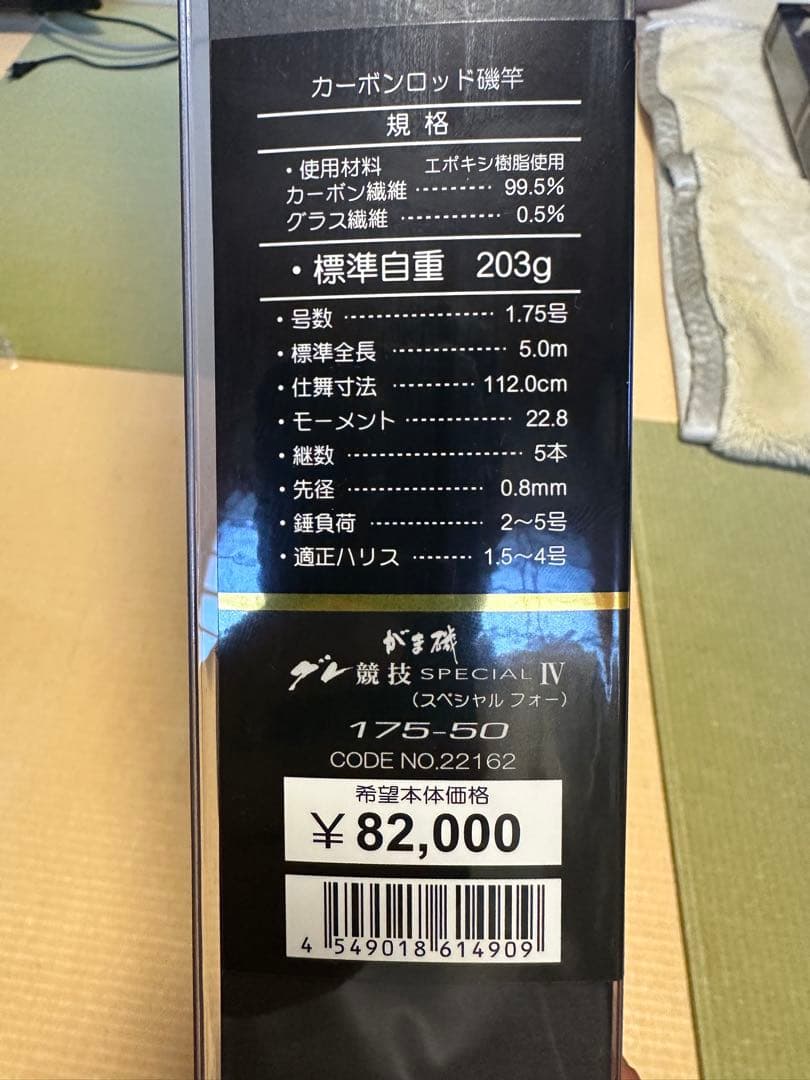 カーボンロッド磯竿
規格
・使用材料 エポキシ樹脂使用
カーボン繊維 ・・・・・・・・・・ 99.5%
グラス繊維 ・・・・・・・・・・・・・ 0.5%
・標準自重 203g
・号数 ・・・・・・・・・・・・・・・・・・ 1.75号
・標準全長 ・・・・・・・・・・・・・・ 5.0m
・仕舞寸法 ・・・・・・・・・・ 112.0cm
・モーメント ・・・・・・・・・・・・・ 22.8
・継数 ・・・・・・・・・・・・・・・・・・・・・ 5本
・先径 ・・・・・・・・・・・・・・・・・ 0.8mm
・錘負荷 ・・・・・・・・・・・・・・ 2〜5号
・適正ハリス ・・・・・・・ 1.5〜4号
がま磯
グレ競技 SPECIAL Ⅳ
(スペシャル フォー)
175-50
CODE NO.22162
希望本体価格
¥82,000
4 549018 614909